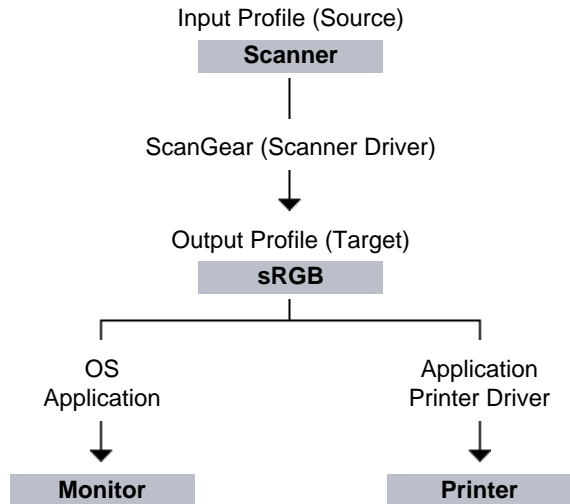 Input Profile (Source)
Scanner
ScanGear (Scanner Driver)
Output Profile (Target)
sRGB
OS
Application
Application
Printer Driver
Monitor
Printer